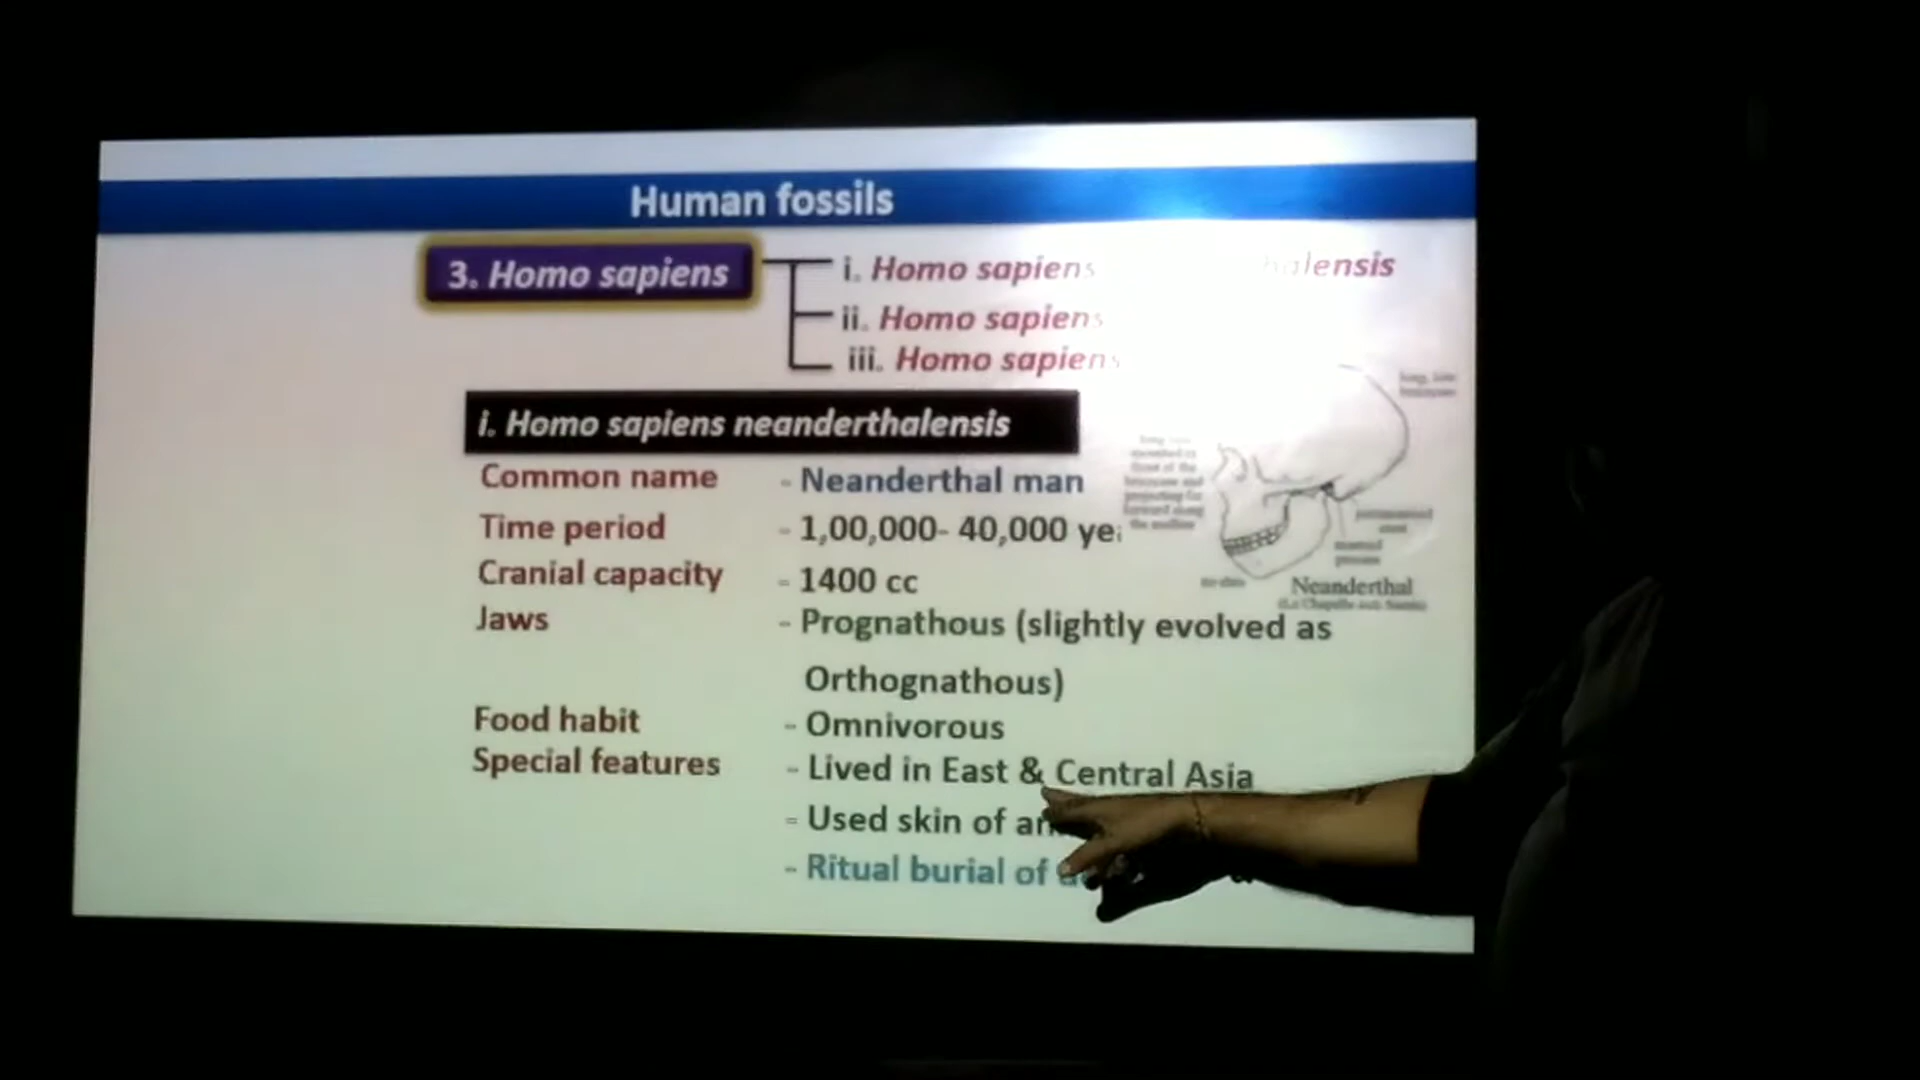 Human fossils
3. Homo sapiens
i. Homo sapiens
ii. Homo sapiens
iii. Homo sapiens
i. Homo sapiens neanderthalensis
Common name - Neanderthal man
Time period - 1,00,000- 40,000
Cranial capacity - 1400 cc
Jaws - Prognathous (slightly evolved as
Orthognathous)
Food habit - Omnivorous
Special features - Lived in East & Central Asia
- Used skin of
- Ritual burial of
Neanderthal